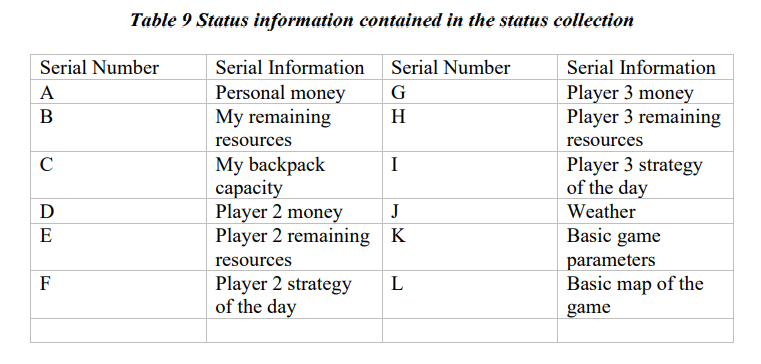 Table 9 Status information contained in the status collection
Serial Number Serial Information Serial Number Serial Information
A Personal money G Player 3 money
B My remaining H Player 3 remaining
resources resources
C My backpack I Player 3 strategy
capacity of the day
D Player 2 money J Weather
E Player 2 remaining K Basic game
resources parameters
F Player 2 strategy L Basic map of the
of the day game